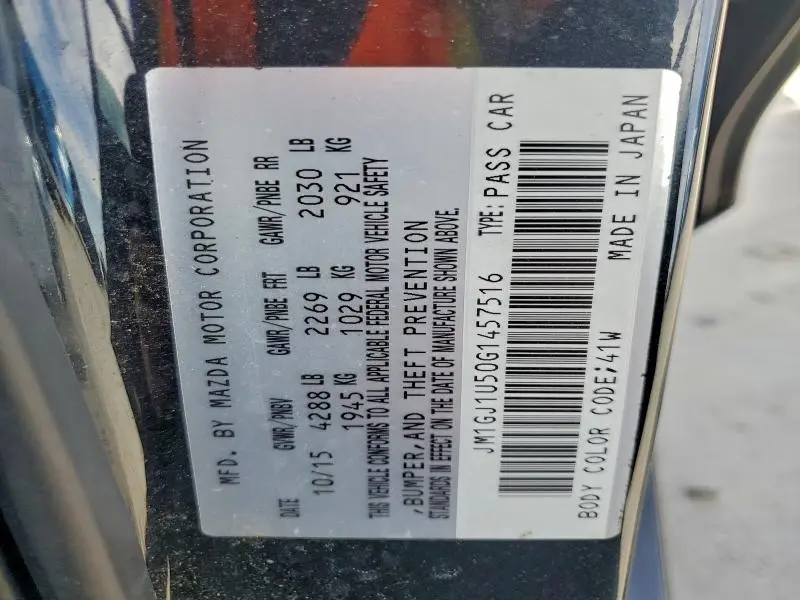 MFD. BY MAZDA MOTOR CORPORATION
DATE GVWR/PNBV GAWR/PNBE FRT GAWR/PNBE RR
10/15 4288 LB 2269 LB 2030 LB
1945 KG 1029 KG 921 KG
THIS VEHICLE CONFORMS TO ALL APPLICABLE FEDERAL MOTOR VEHICLE SAFETY
,BUMPER,AND THEFT PREVENTION
STANDARDS IN EFFECT ON THE DATE OF MANUFACTURE SHOWN ABOVE.
JM1GJ1U50G1457516 TYPE: PASS CAR
BODY COLOR CODE;41W MADE IN JAPAN